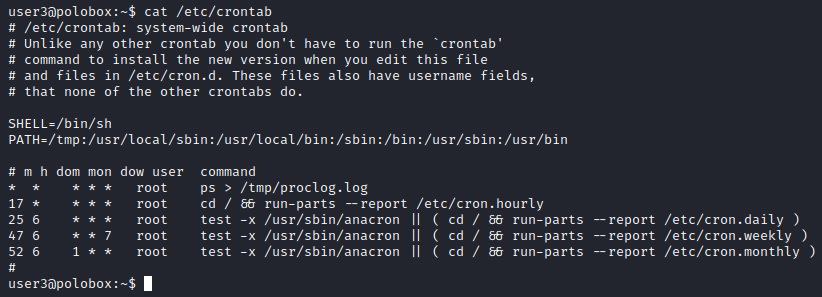 user3@polobox:~$ cat /etc/crontab
# /etc/crontab: system-wide crontab
# Unlike any other crontab you don't have to run the `crontab'
# command to install the new version when you edit this file
# and files in /etc/cron.d. These files also have username fields,
# that none of the other crontabs do.

SHELL=/bin/sh
PATH=/tmp:/usr/local/sbin:/usr/local/bin:/sbin:/bin:/usr/sbin:/usr/bin

# m h dom mon dow user  command
*  *    * * *   root    ps > /tmp/proclog.log
17 *    * * *   root    cd / && run-parts --report /etc/cron.hourly
25 6    * * *   root    test -x /usr/sbin/anacron || ( cd / && run-parts --report /etc/cron.daily )
47 6    * * 7   root    test -x /usr/sbin/anacron || ( cd / && run-parts --report /etc/cron.weekly )
52 6    1 * *   root    test -x /usr/sbin/anacron || ( cd / && run-parts --report /etc/cron.monthly )
#
user3@polobox:~$